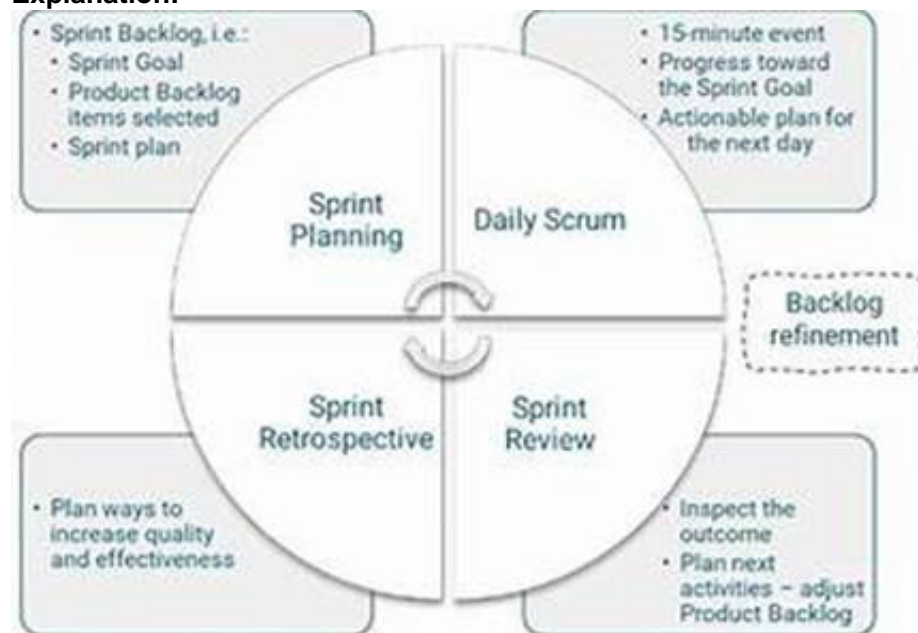 Explanation:
• Sprint Backlog, i.e.:
• Sprint Goal
• Product Backlog
items selected
• Sprint plan
• 15-minute event
• Progress toward
the Sprint Goal
• Actionable plan for
the next day
Sprint
Planning
Daily Scrum
Backlog
refinement
Sprint
Retrospective
Sprint
Review
• Plan ways to
increase quality
and effectiveness
• Inspect the
outcome
• Plan next
activities – adjust
Product Backlog